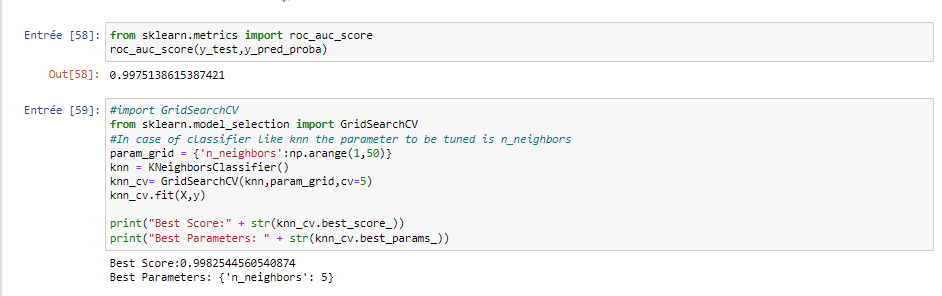 Entrée [58]: from sklearn.metrics import roc_auc_score
roc_auc_score(y_test,y_pred_proba)
Out[58]: 0.9975138615387421
Entrée [59]: #import GridSearchCV
from sklearn.model_selection import GridSearchCV
#In case of classifier like knn the parameter to be tuned is n_neighbors
param_grid = {'n_neighbors':np.arange(1,50)}
knn = KNeighborsClassifier()
knn_cv= GridSearchCV(knn,param_grid,cv=5)
knn_cv.fit(X,y)
print("Best Score:" + str(knn_cv.best_score_))
print("Best Parameters: " + str(knn_cv.best_params_))
Best Score:0.9982544560540874
Best Parameters: {'n_neighbors': 5}